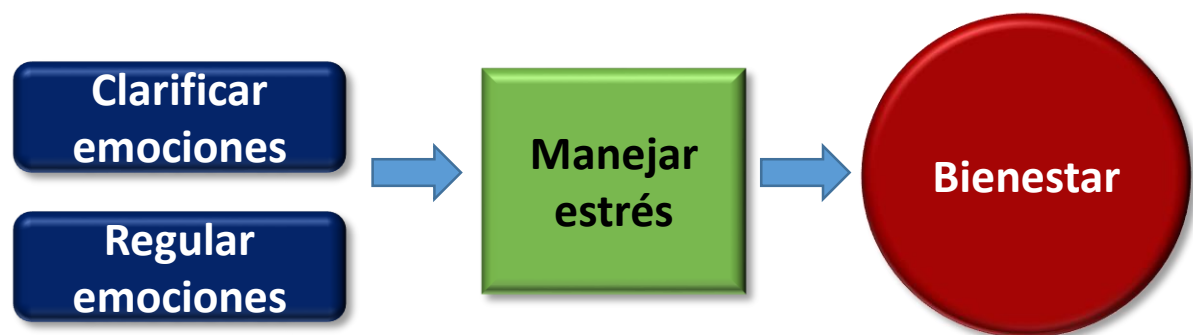 Clarificar
emociones
Regular
emociones
Manejar
estrés
Bienestar